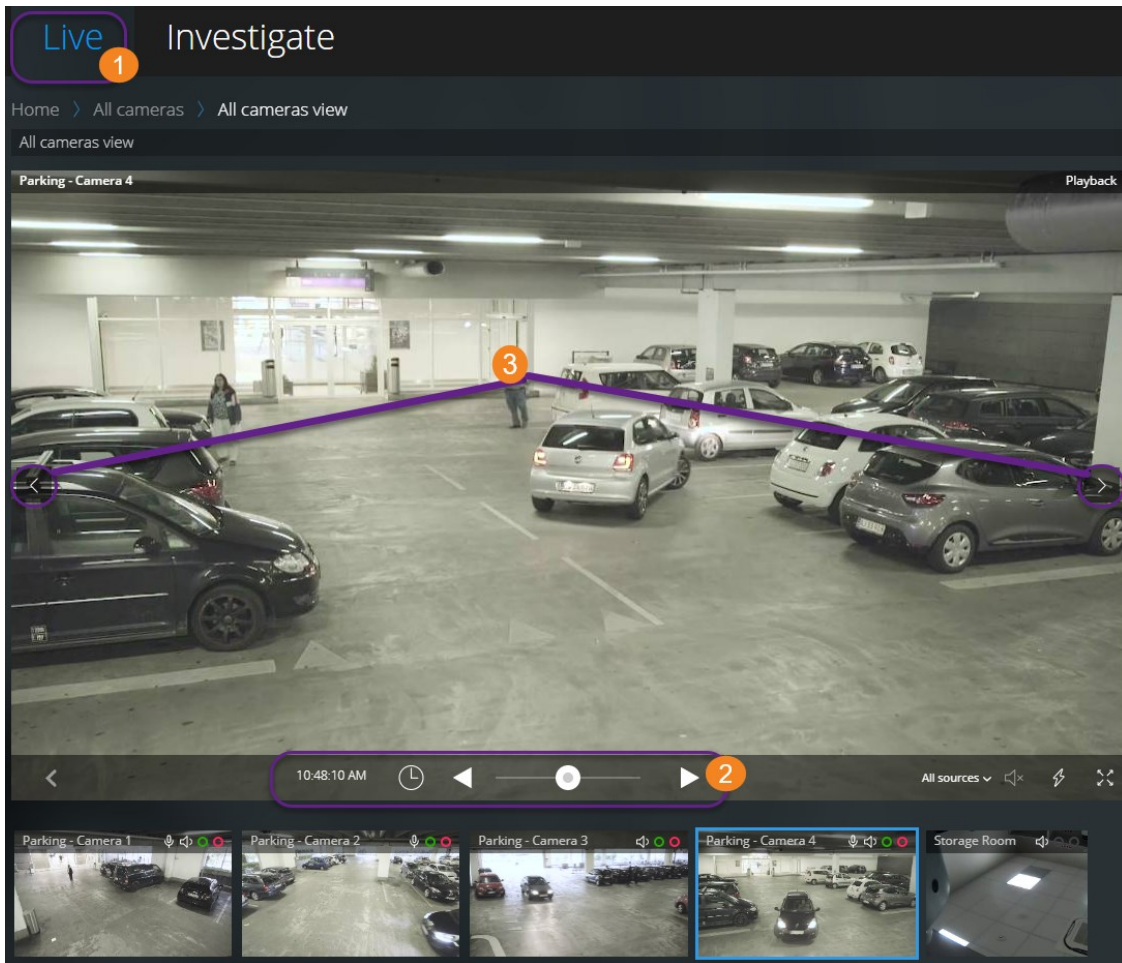 Live Investigate
1
Home > All cameras > All cameras view
All cameras view
Parking - Camera 4 Playback
3
10:48:10 AM 2 All sources
Parking - Camera 1 Parking - Camera 2 Parking - Camera 3 Parking - Camera 4 Storage Room